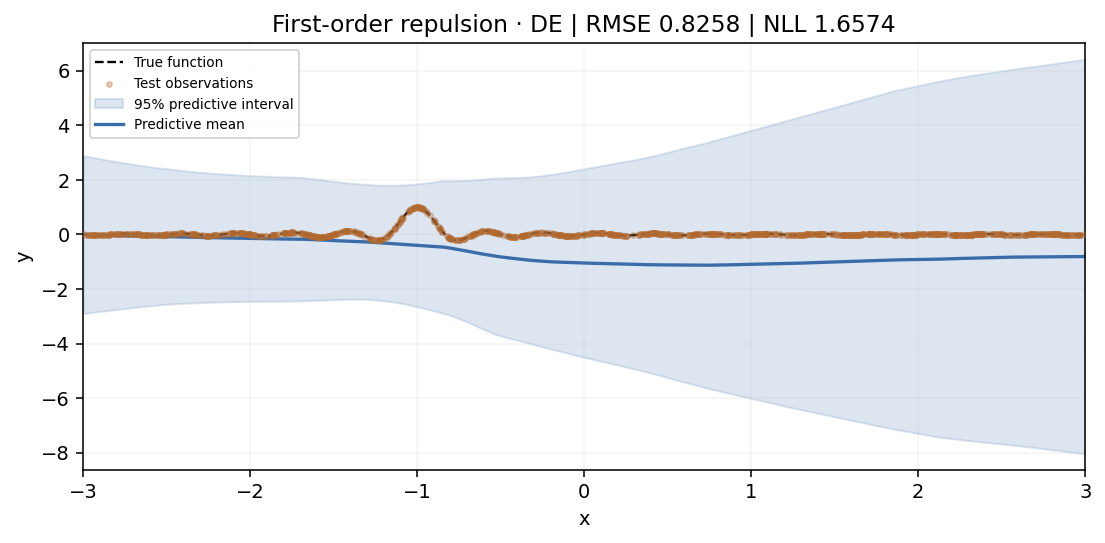 First-order repulsion · DE | RMSE 0.8258 | NLL 1.6574
True function
Test observations
95% predictive interval
Predictive mean
6
4
2
0
−2
−4
−6
−8
y
−3
−2
−1
0
1
2
3
x